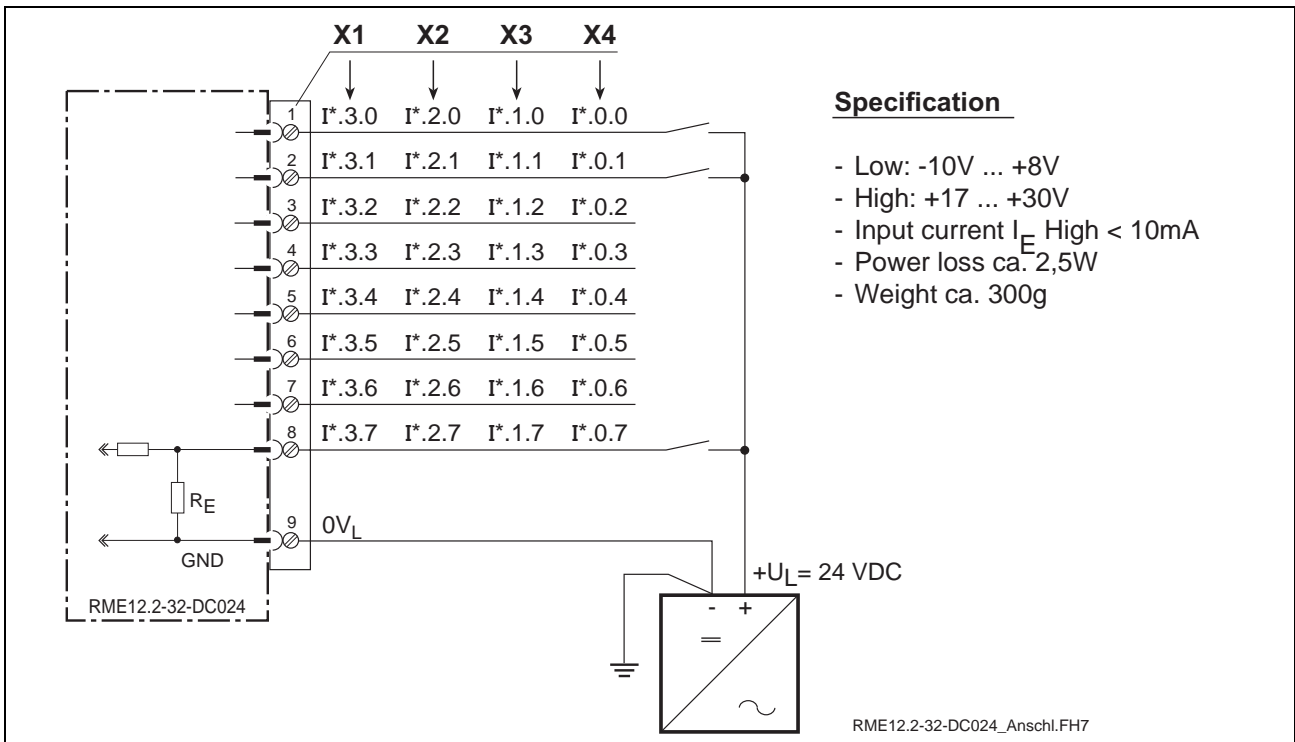 X1 X2 X3 X4
1 I*.3.0 I*.2.0 I*.1.0 I*.0.0
2 I*.3.1 I*.2.1 I*.1.1 I*.0.1
3 I*.3.2 I*.2.2 I*.1.2 I*.0.2
4 I*.3.3 I*.2.3 I*.1.3 I*.0.3
5 I*.3.4 I*.2.4 I*.1.4 I*.0.4
6 I*.3.5 I*.2.5 I*.1.5 I*.0.5
7 I*.3.6 I*.2.6 I*.1.6 I*.0.6
8 I*.3.7 I*.2.7 I*.1.7 I*.0.7
RE
9 0VL
GND
RME12.2-32-DC024
+UL= 24 VDC
- +
Specification
- Low: -10V ... +8V
- High: +17 ... +30V
- Input current IE High < 10mA
- Power loss ca. 2,5W
- Weight ca. 300g
RME12.2-32-DC024_Anschl.FH7